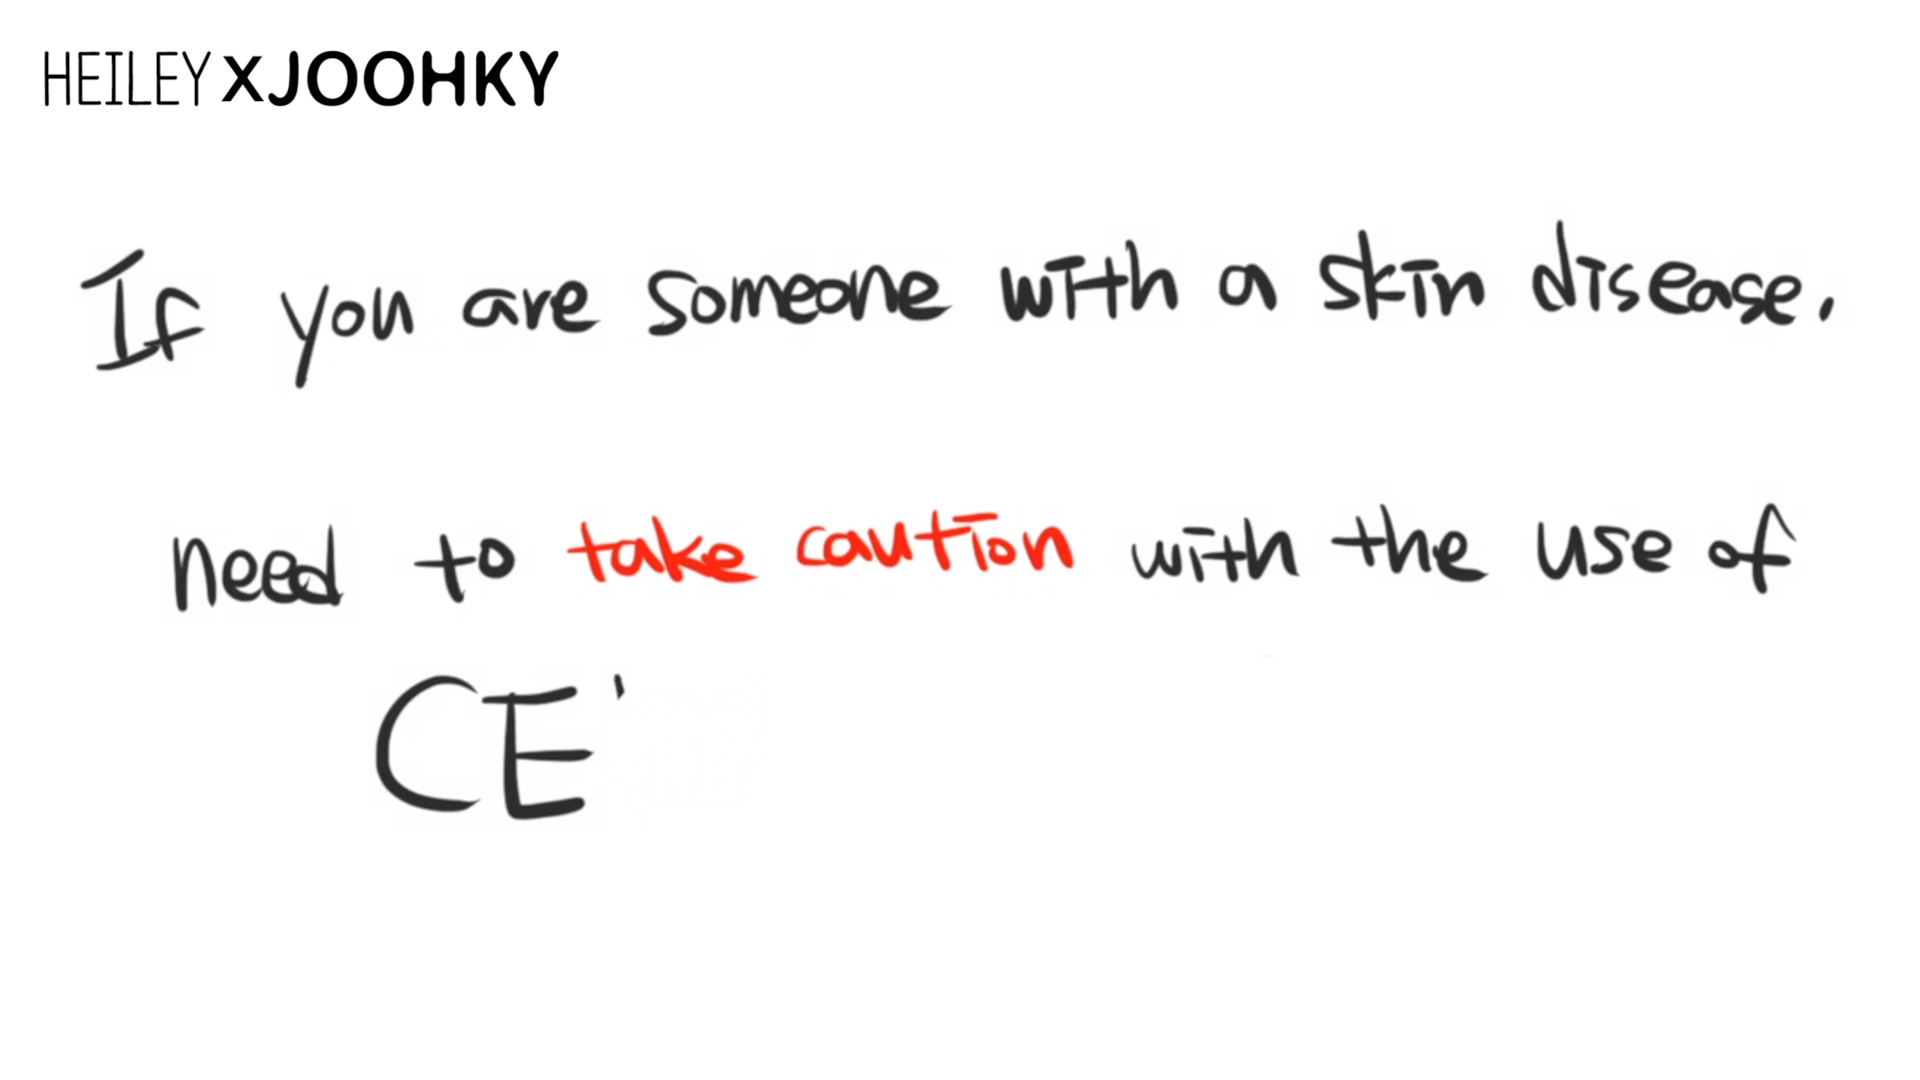 HEILEY X JOOHKY
If you are someone with a skin disease,
need to take caution with the use of
CE